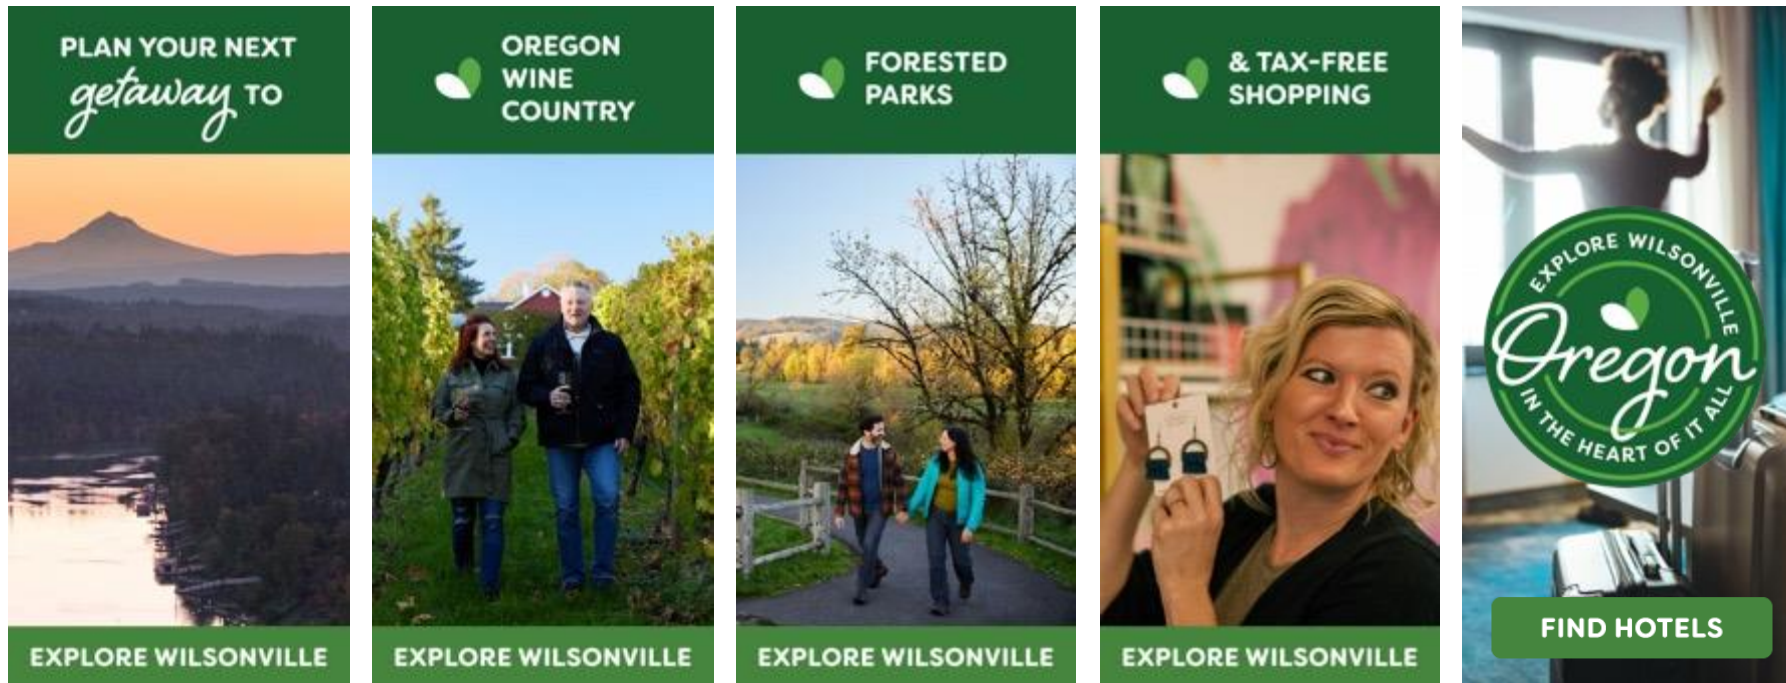 PLAN YOUR NEXT
getaway TO
EXPLORE WILSONVILLE
OREGON
WINE
COUNTRY
EXPLORE WILSONVILLE
FORESTED
PARKS
EXPLORE WILSONVILLE
& TAX-FREE
SHOPPING
EXPLORE WILSONVILLE
EXPLORE WILSONVILLE
Oregon
IN THE HEART OF IT ALL
FIND HOTELS